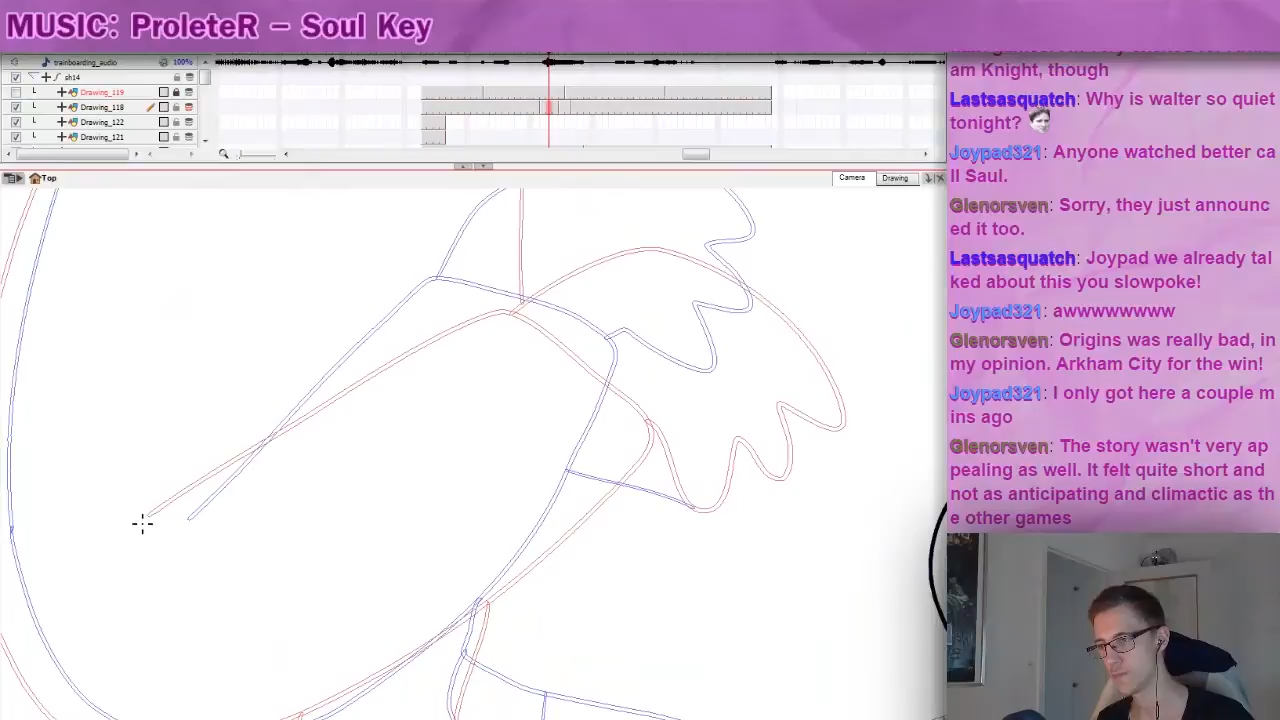 MUSIC: ProleteR – Soul Key
trainboarding_audio
100%
sh14
Drawing_119
Drawing_118
Drawing_122
Drawing_121
Top
Camera
Drawing
am Knight, though
Lastsasquatch: Why is walter so quiet
tonight?
Joypad321: Anyone watched better ca
ll Saul.
Glenorsven: Sorry, they just announc
ed it too.
Lastsasquatch: Joypad we already tal
ked about this you slowpoke!
Joypad321: awwwwwwww
Glenorsven: Origins was really bad, in
my opinion. Arkham City for the win!
Joypad321: I only got here a couple m
ins ago
Glenorsven: The story wasn't very ap
pealing as well. It felt quite short and
not as anticipating and climactic as th
e other games